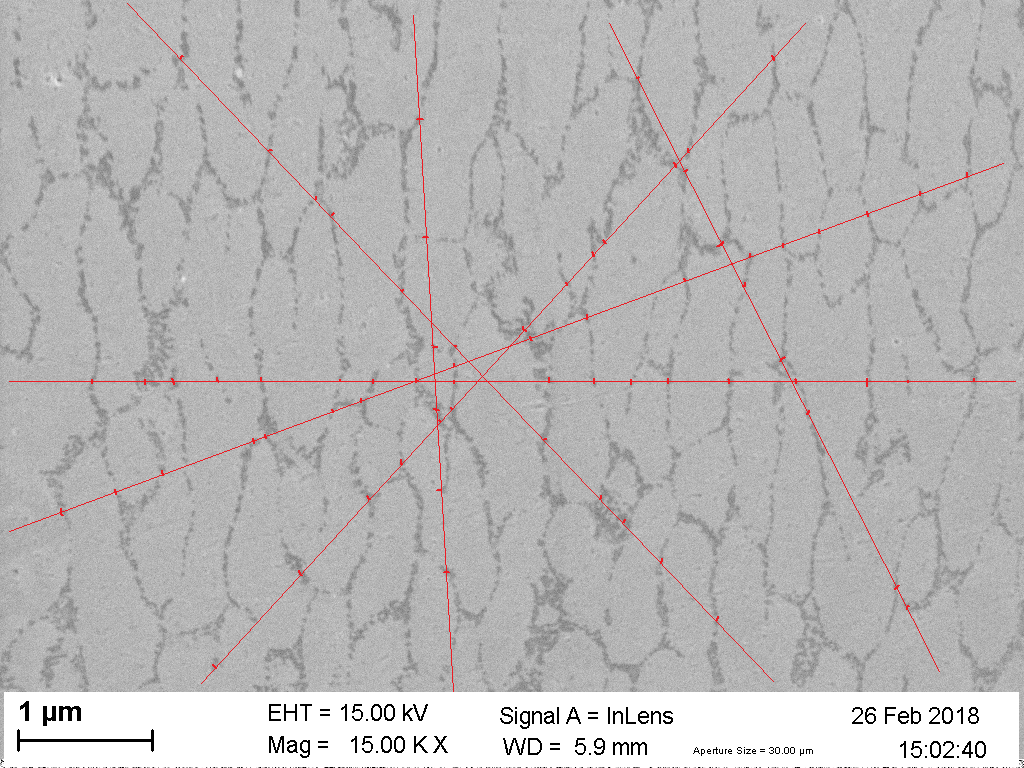 1 µm
EHT = 15.00 kV
Signal A = InLens
26 Feb 2018
Mag = 15.00 K X
WD = 5.9 mm
Aperture Size = 30.00 µm
15:02:40